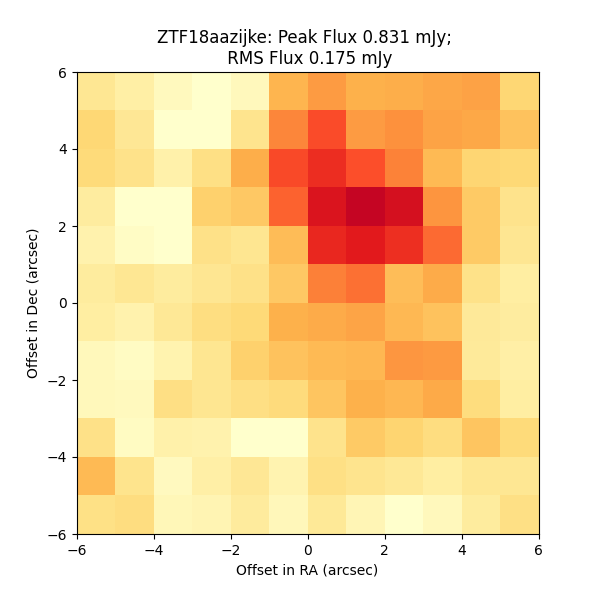 ZTF18aazijke: Peak Flux 0.831 mJy;
RMS Flux 0.175 mJy
6
4
2
0
−2
−4
−6
Offset in Dec (arcsec)
−6 −4 −2 0 2 4 6
Offset in RA (arcsec)